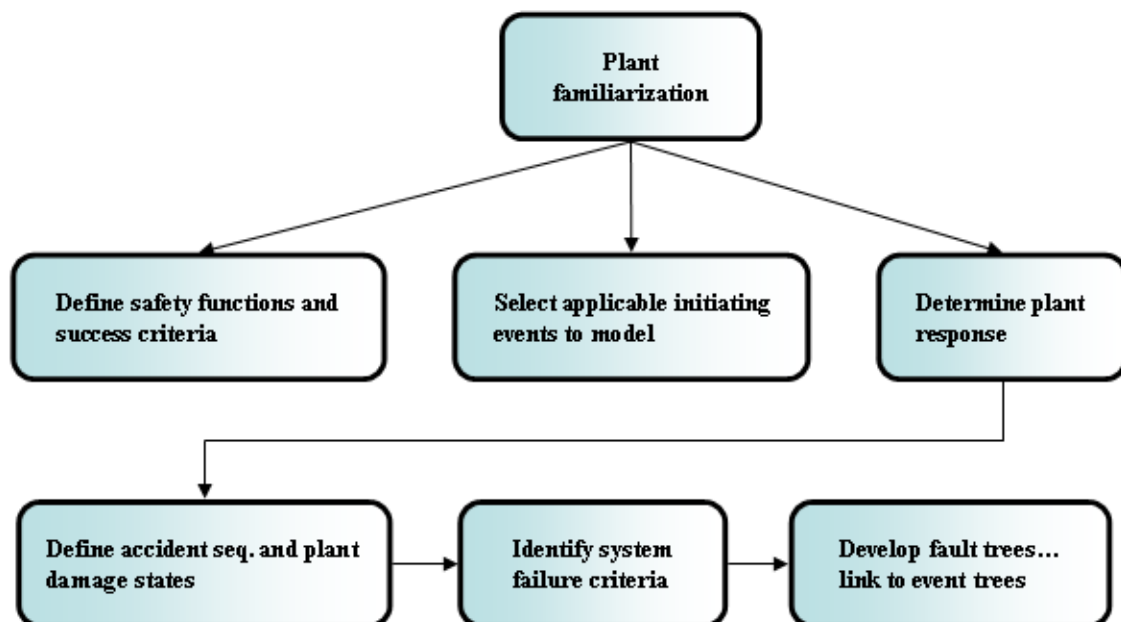 Plant
familiarization
Define safety functions and
success criteria
Select applicable initiating
events to model
Determine plant
response
Define accident seq. and plant
damage states
Identify system
failure criteria
Develop fault trees…
link to event trees